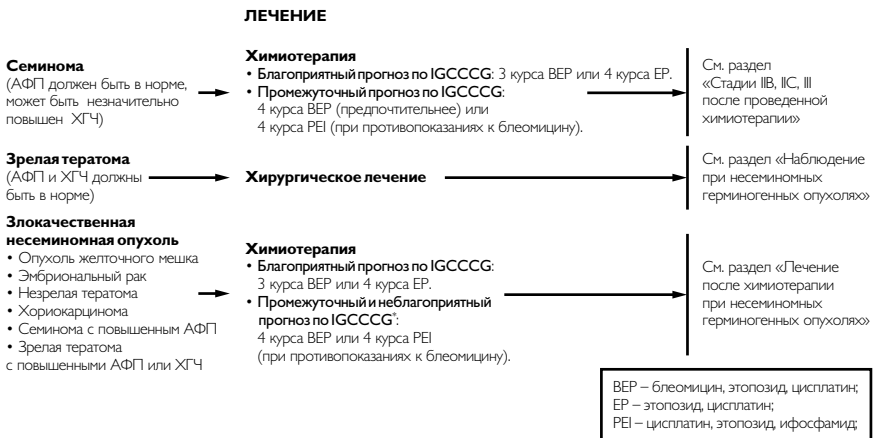 ЛЕЧЕНИЕ
Семинома
(АФП должен быть в норме,
может быть незначительно
повышен ХГЧ)
Химиотерапия
• Благоприятный прогноз по IGCCCG: 3 курса BEP или 4 курса EP.
• Промежуточный прогноз по IGCCCG:
4 курса BEP (предпочтительнее) или
4 курса PEI (при противопоказаниях к блеомицину).
См. раздел
«Стадии IIB, IIC, III
после проведенной
химиотерапии»
Зрелая тератома
(АФП и ХГЧ должны
быть в норме)
Хирургическое лечение
См. раздел «Наблюдение
при несеминомных
герминогенных опухолях»
Злокачественная
несеминомная опухоль
• Опухоль желточного мешка
• Эмбриональный рак
• Незрелая тератома
• Хориокарцинома
• Семинома с повышенным АФП
• Зрелая тератома
с повышенными АФП или ХГЧ
Химиотерапия
• Благоприятный прогноз по IGCCCG:
3 курса BEP или 4 курса EP.
• Промежуточный и неблагоприятный
прогноз по IGCCCG*:
4 курса BEP или 4 курса PEI
(при противопоказаниях к блеомицину).
См. раздел «Лечение
после химиотерапии
при несеминомных
герминогенных опухолях»
BEP – блеомицин, этопозид, цисплатин;
EP – этопозид, цисплатин;
PEI – цисплатин, этопозид, ифосфамид;